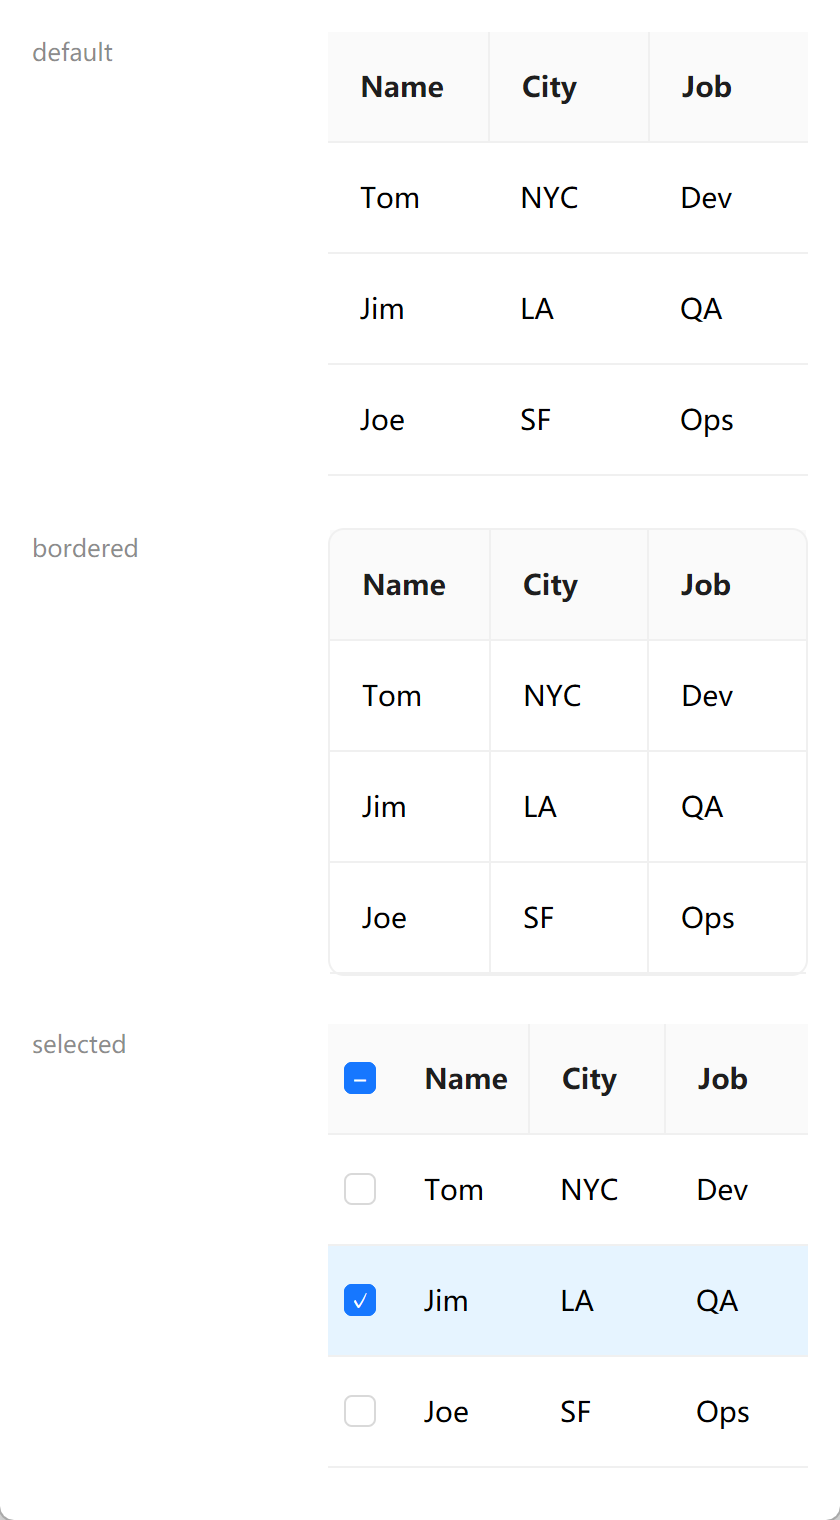 default
Name City Job
Tom NYC Dev
Jim LA QA
Joe SF Ops
bordered
Name City Job
Tom NYC Dev
Jim LA QA
Joe SF Ops
selected
Name City Job
Tom NYC Dev
Jim LA QA
Joe SF Ops